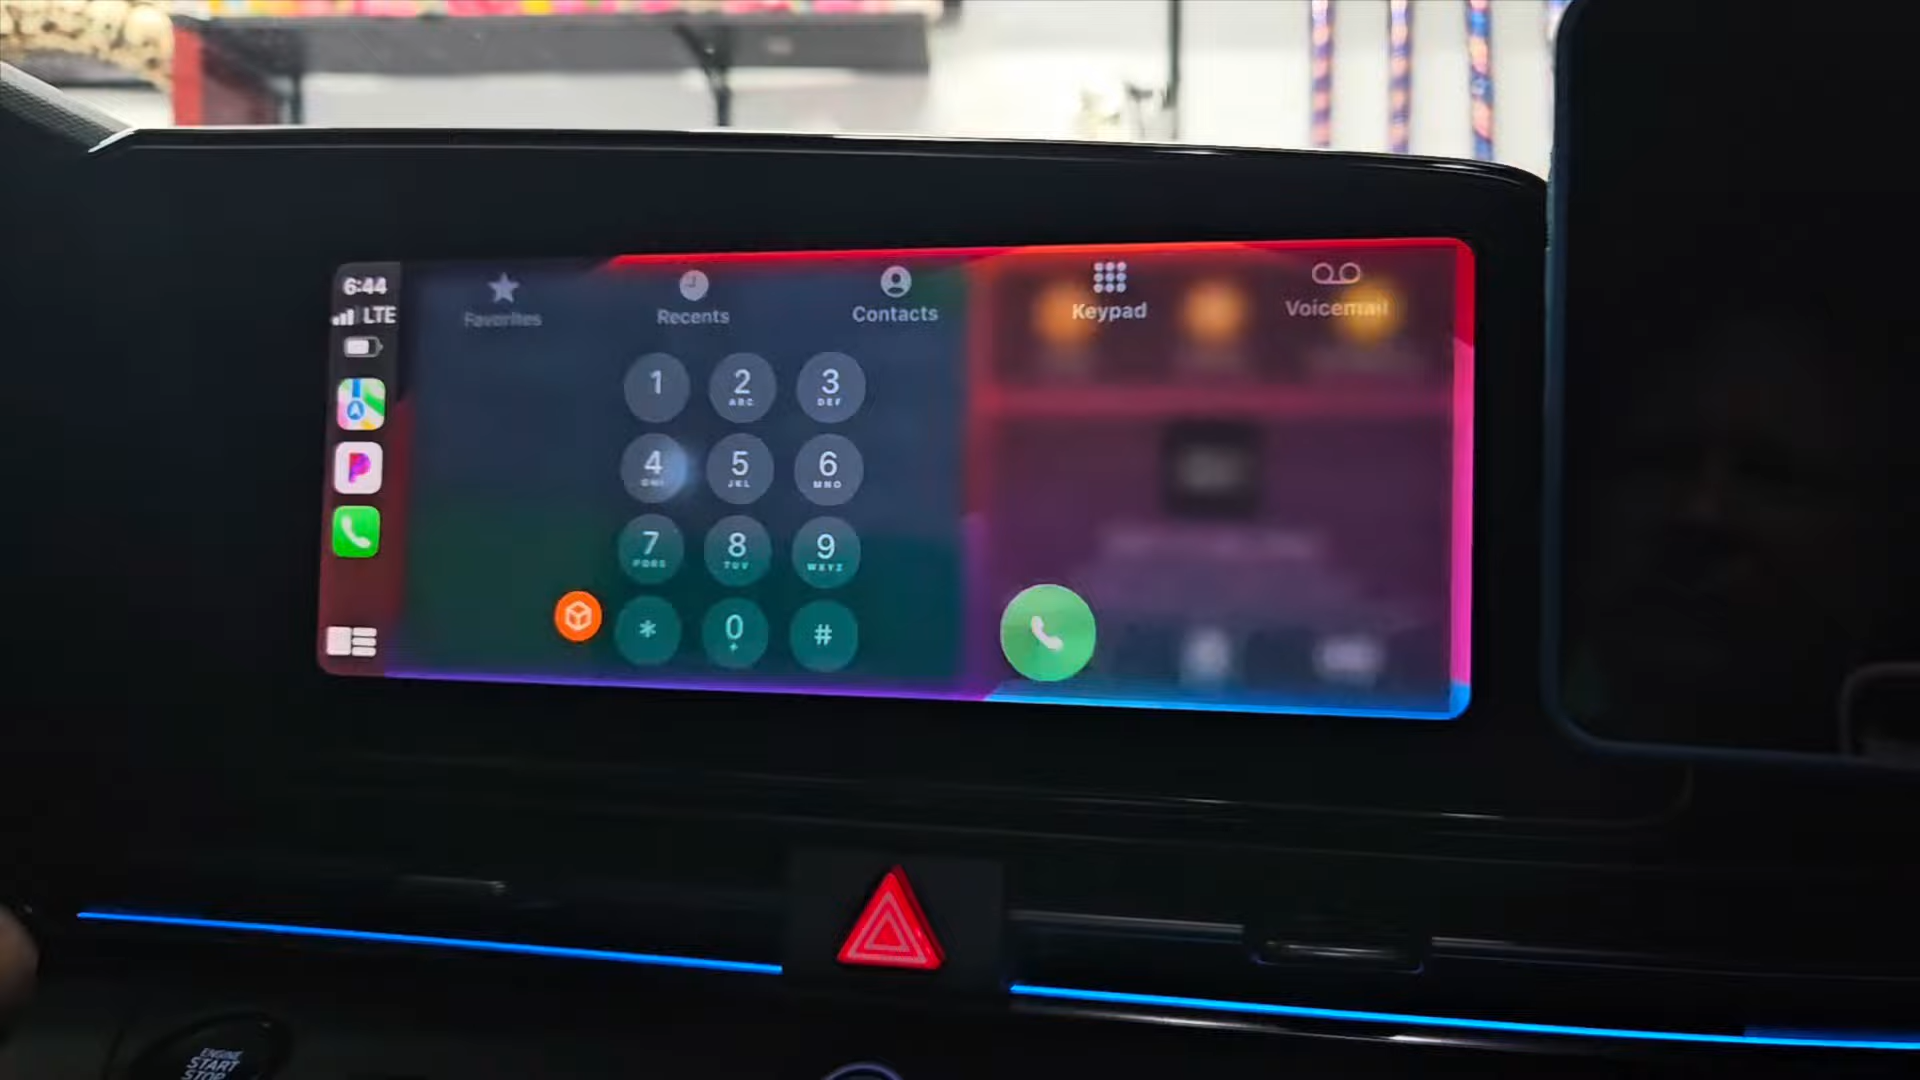 6:44
LTE
Favorites
Recents
Contacts
Keypad
Voicemail
1
2
ABC
3
DEF
4
GHI
5
JKL
6
MNO
7
PQRS
8
TUV
9
WXYZ
*
0
+
#
ENGINE
START
STOP